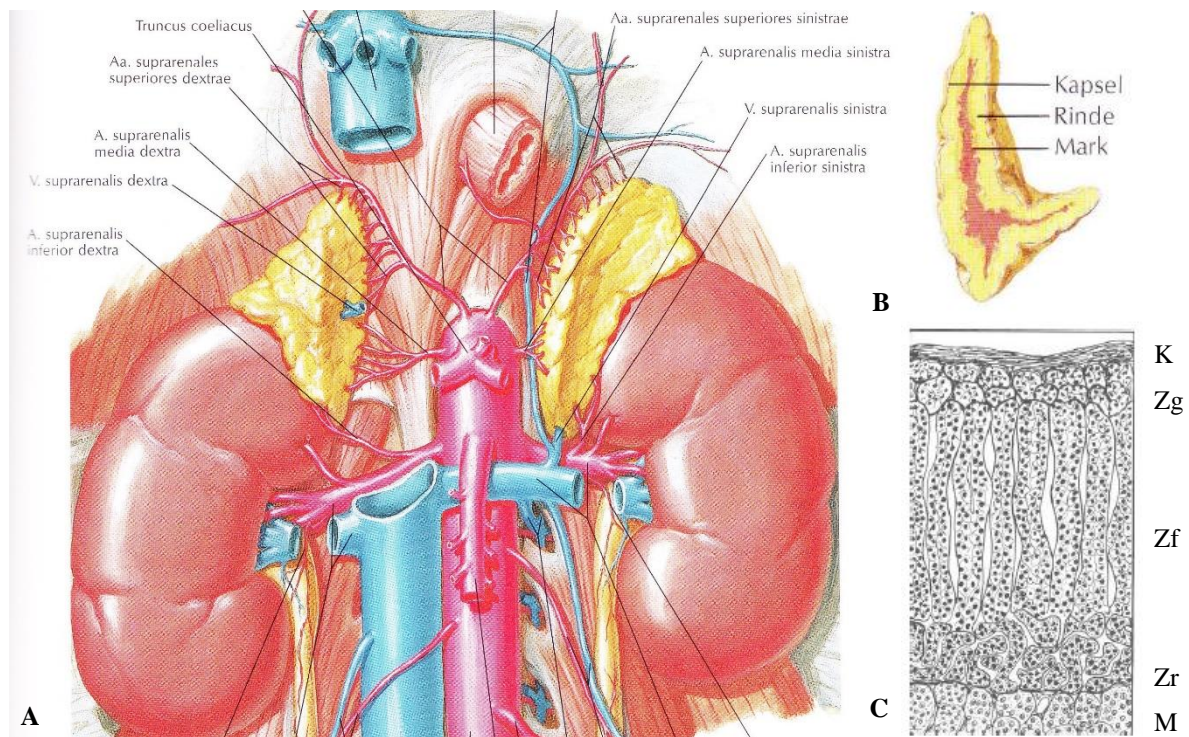 Truncus coeliacus
Aa. suprarenales
superiores dextrae
A. suprarenalis
media dextra
V. suprarenalis dextra
A. suprarenalis
inferior dextra
Aa. suprarenales superiores sinistrae
A. suprarenalis media sinistra
V. suprarenalis sinistra
A. suprarenalis
inferior sinistra
A
Kapsel
Rinde
Mark
B
K
Zg
Zf
Zr
M
C